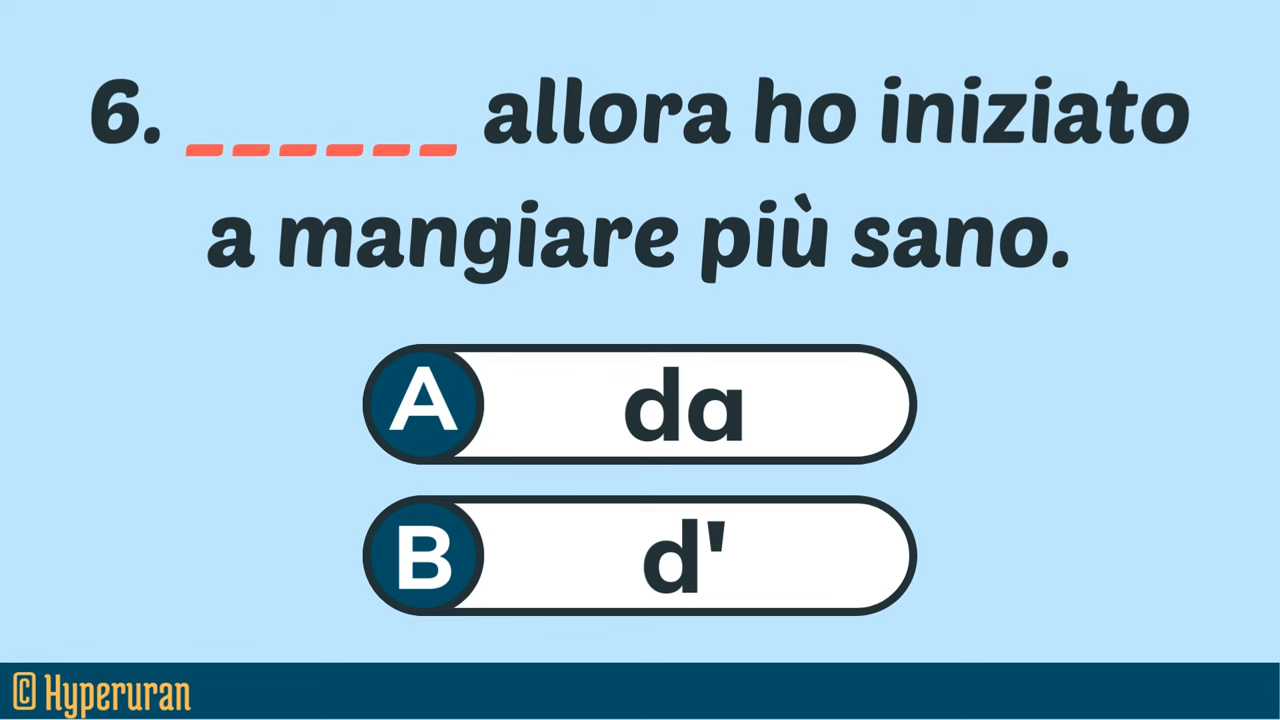 6. ______ allora ho iniziato
a mangiare più sano.
A da
B d'
© Hyperuran